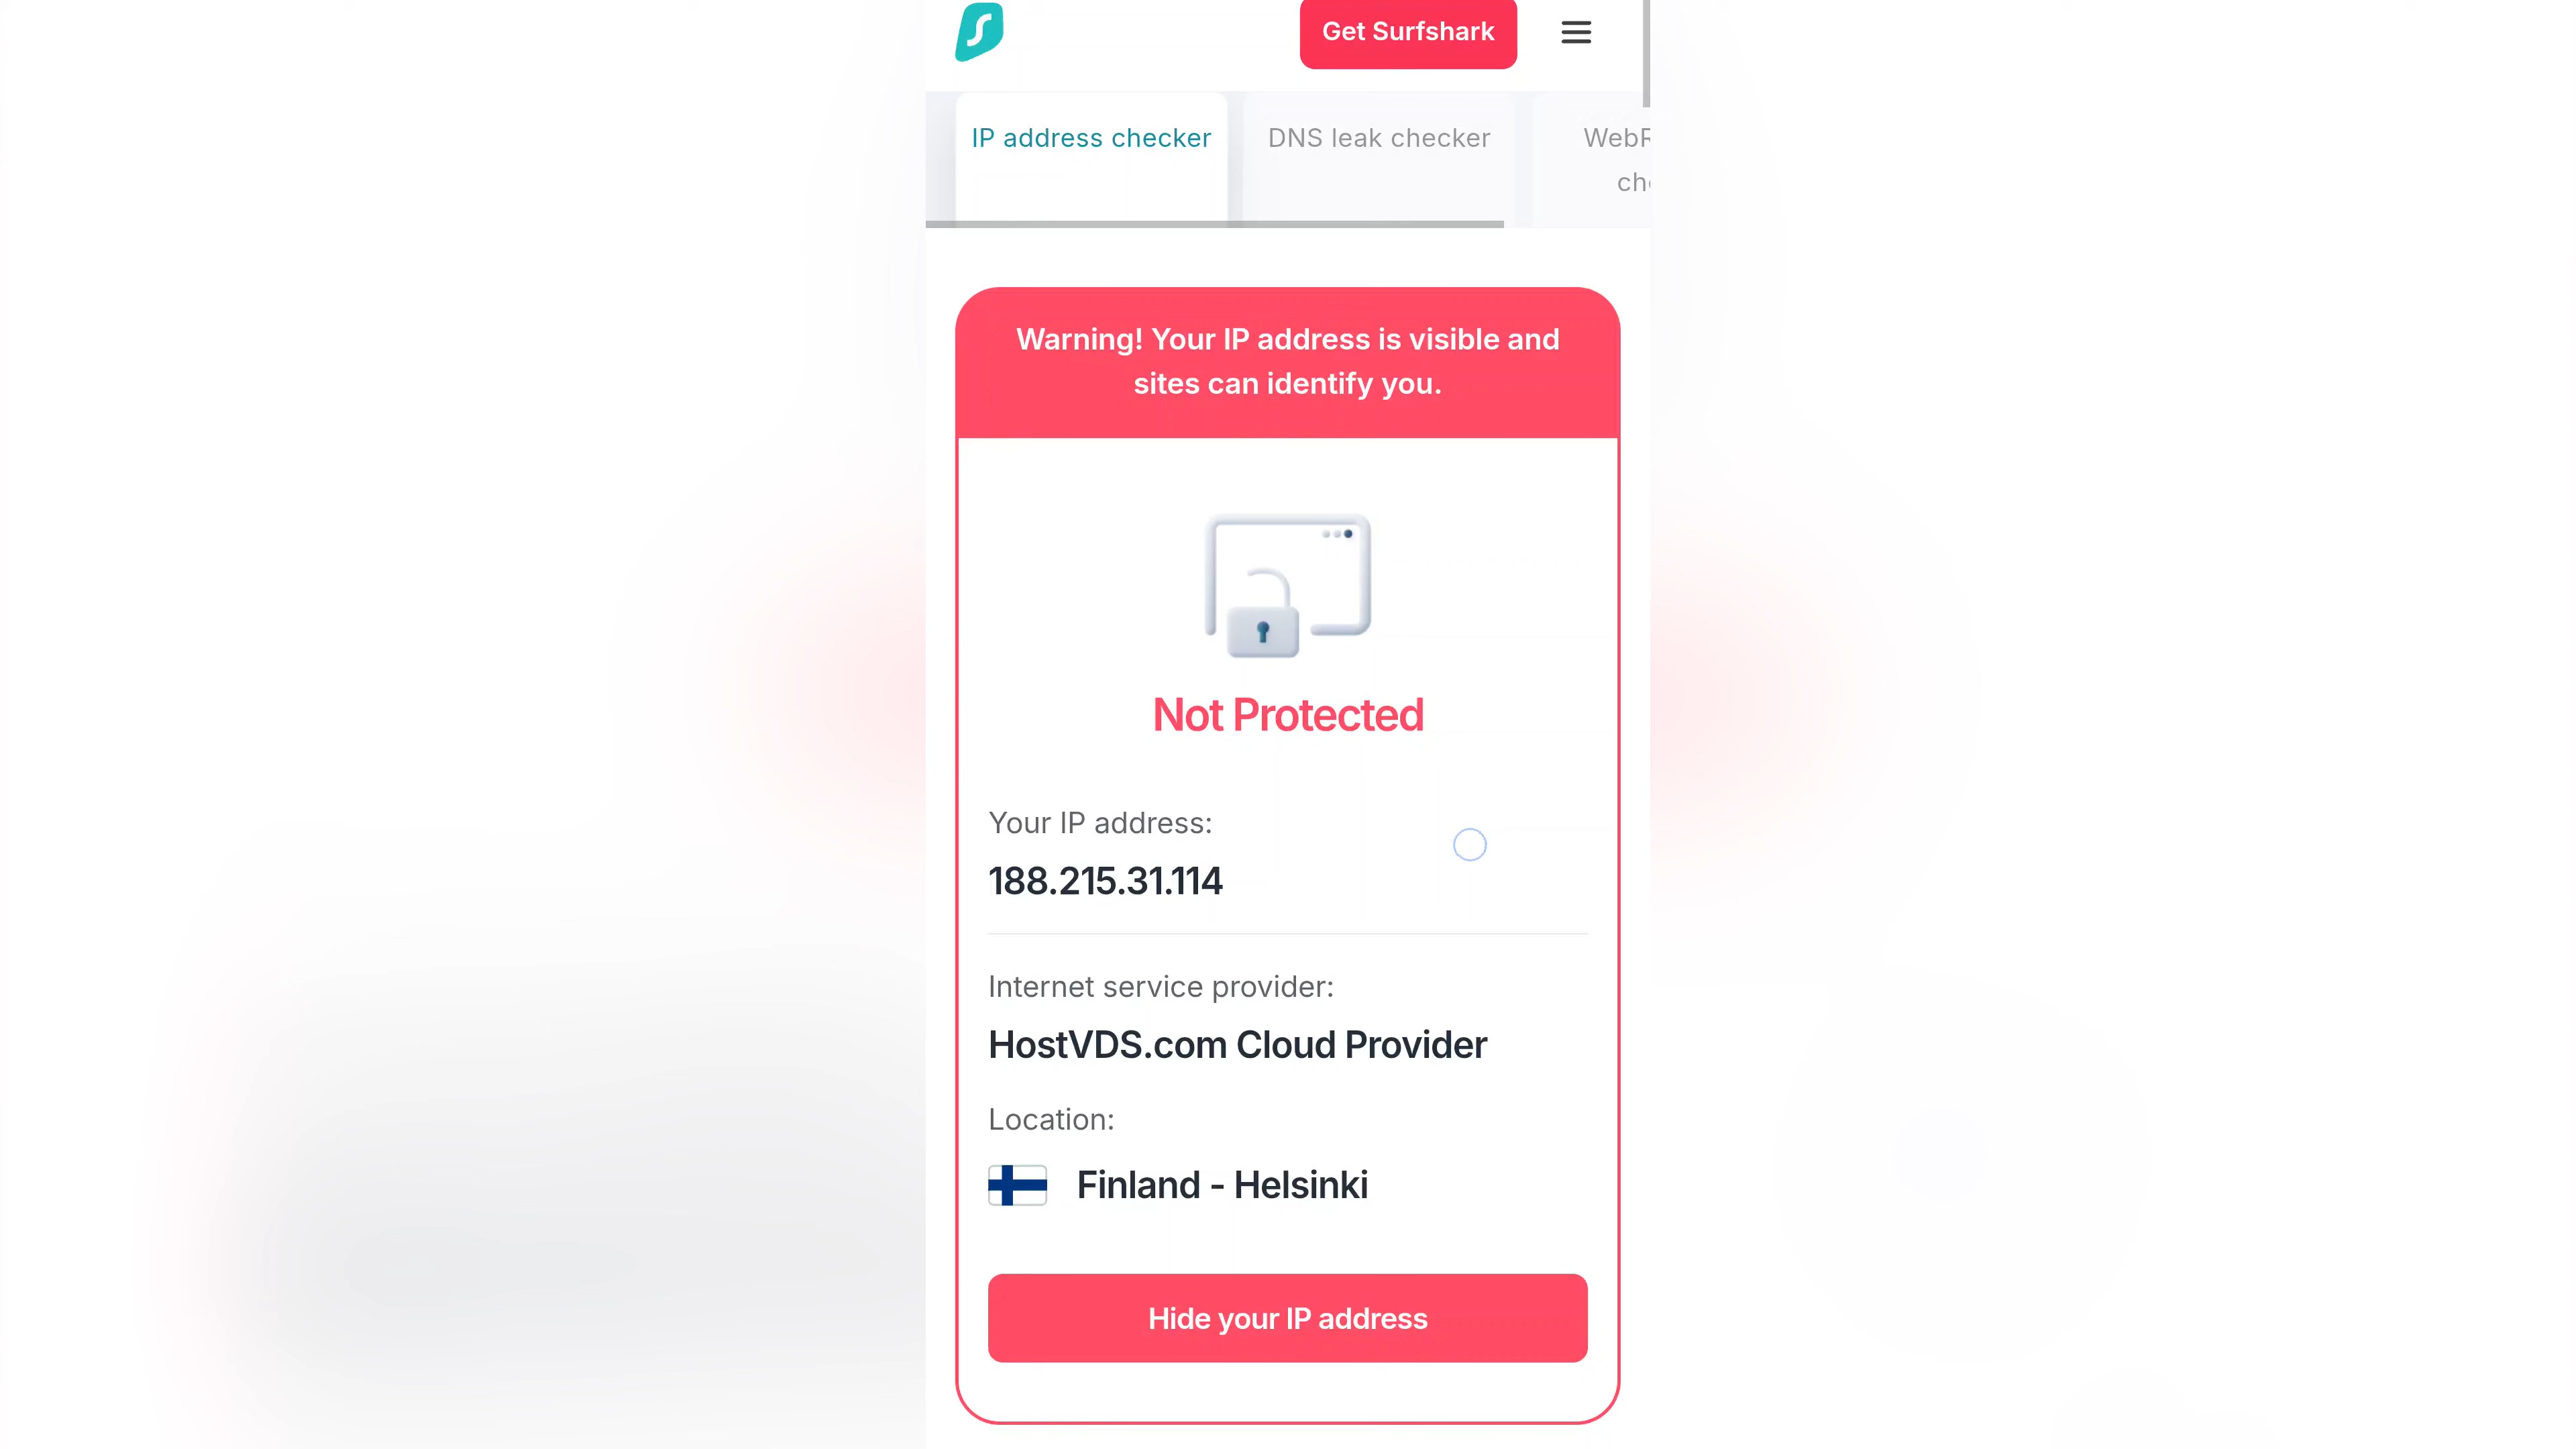 Get Surfshark
IP address checker
DNS leak checker
Warning! Your IP address is visible and
sites can identify you.
Not Protected
Your IP address:
188.215.31.114
Internet service provider:
HostVDS.com Cloud Provider
Location:
Finland - Helsinki
Hide your IP address